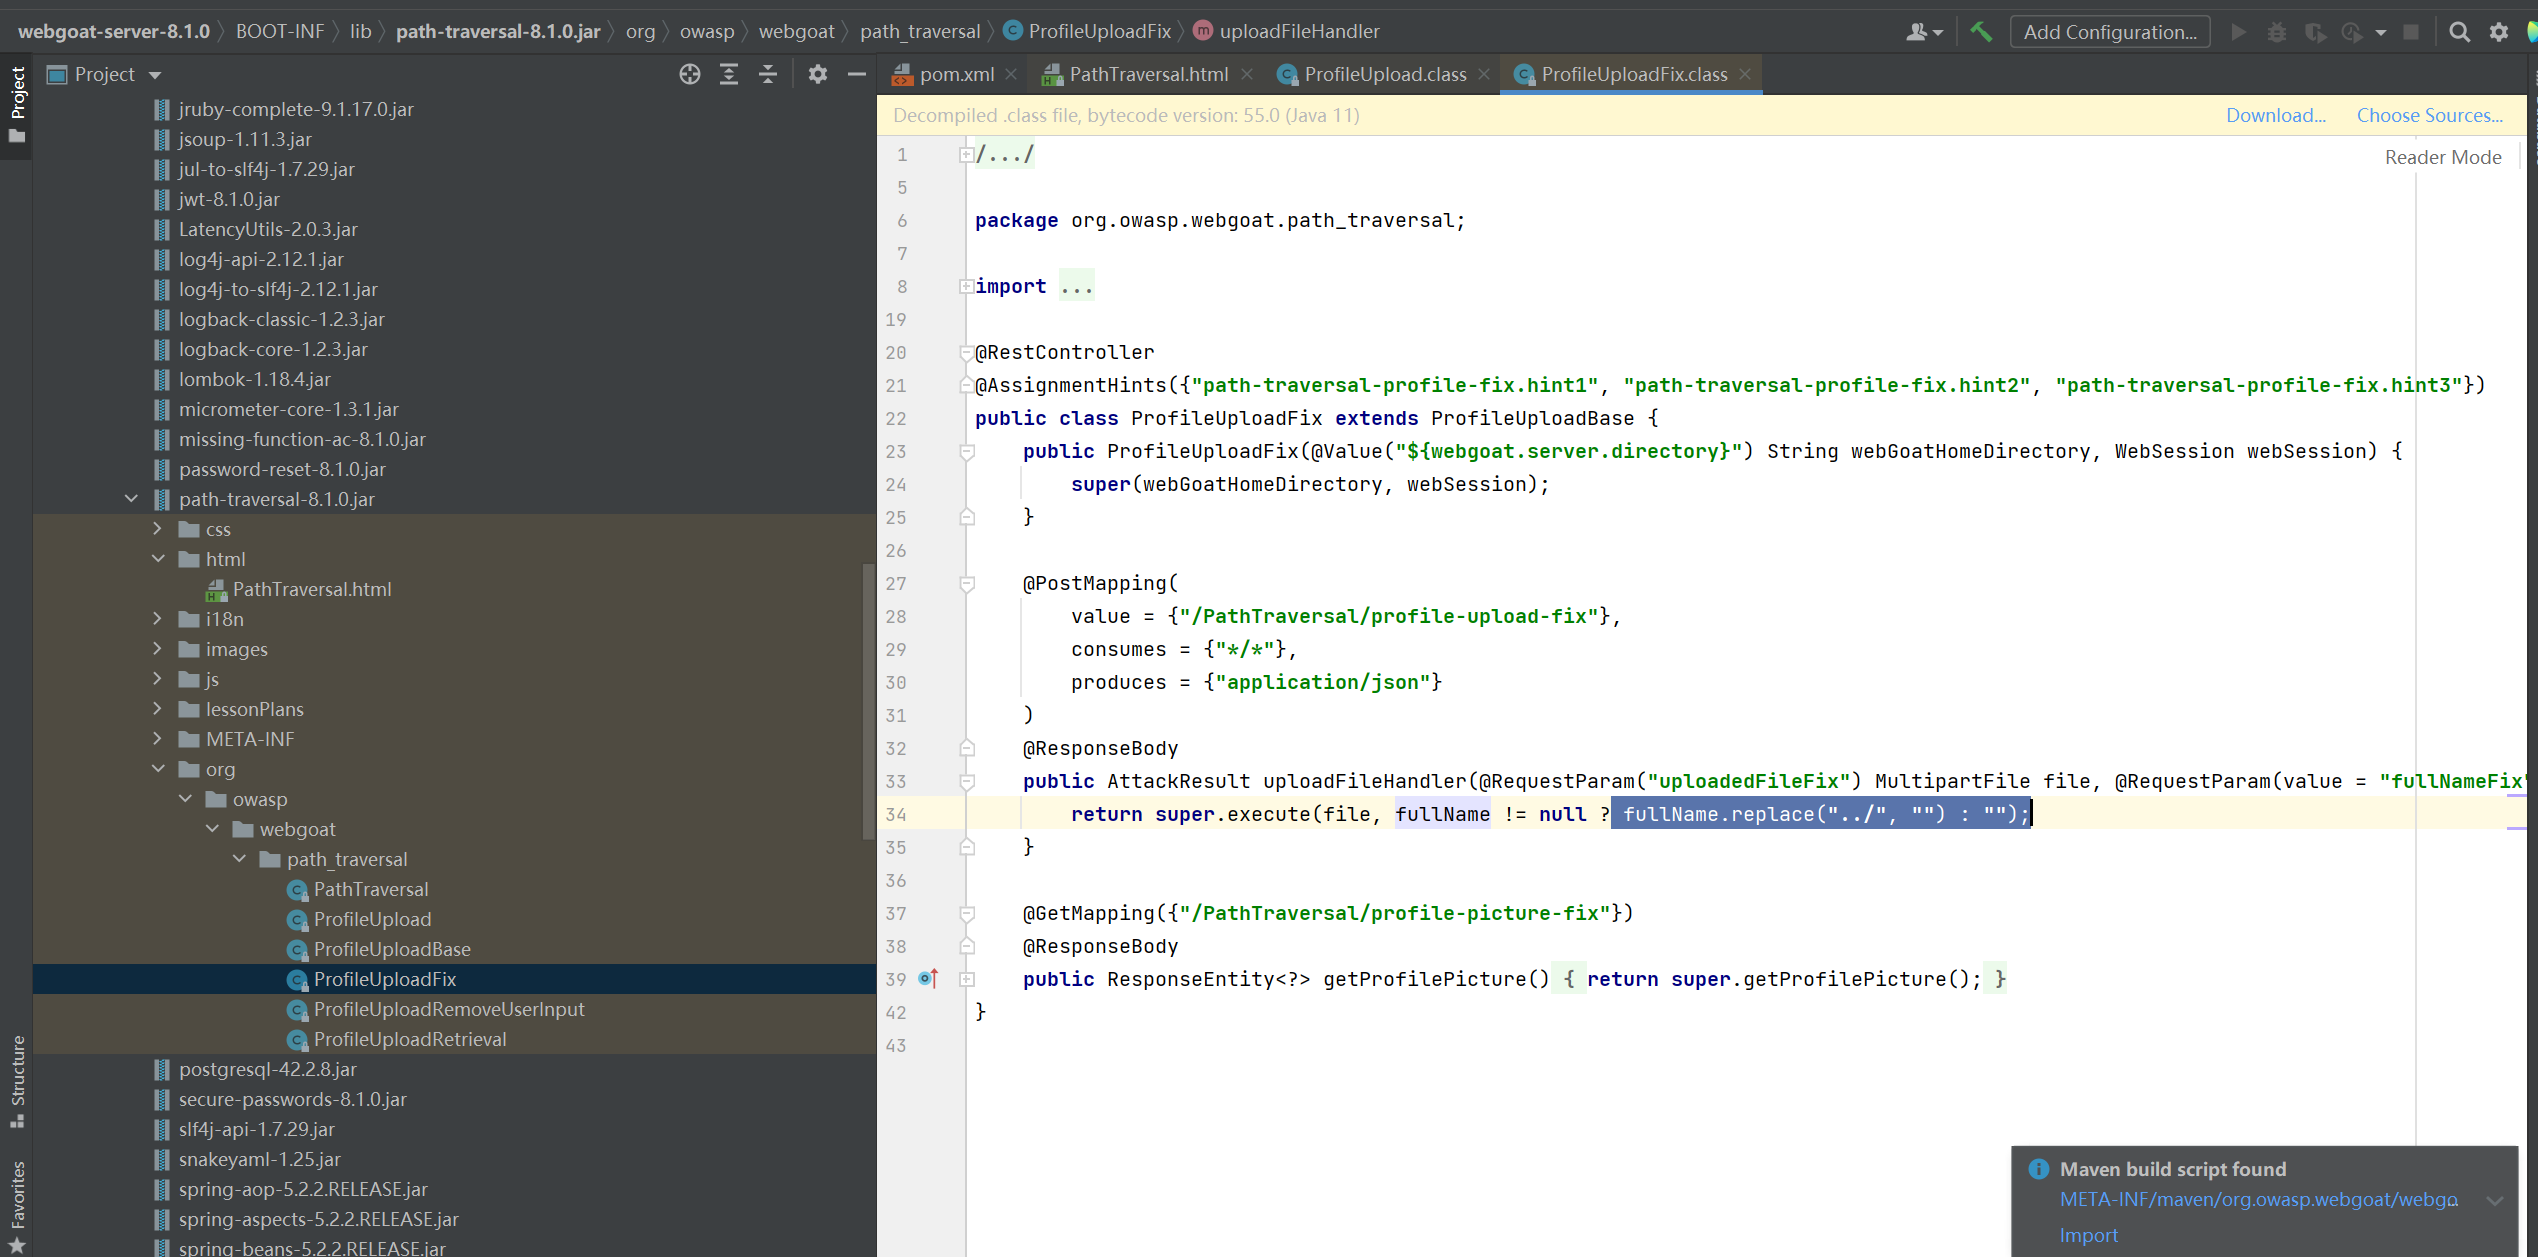 webgoat-server-8.1.0 BOOT-INF lib path-traversal-8.1.0.jar org owasp webgoat path_traversal ProfileUploadFix uploadFileHandler Add Configuration...
Project
Project
pom.xml PathTraversal.html ProfileUpload.class ProfileUploadFix.class
Decompiled .class file, bytecode version: 55.0 (Java 11) Download... Choose Sources...
Reader Mode
jruby-complete-9.1.17.0.jar
jsoup-1.11.3.jar
jul-to-slf4j-1.7.29.jar
jwt-8.1.0.jar
LatencyUtils-2.0.3.jar
log4j-api-2.12.1.jar
log4j-to-slf4j-2.12.1.jar
logback-classic-1.2.3.jar
logback-core-1.2.3.jar
lombok-1.18.4.jar
micrometer-core-1.3.1.jar
missing-function-ac-8.1.0.jar
password-reset-8.1.0.jar
path-traversal-8.1.0.jar
css
html
PathTraversal.html
i18n
images
js
lessonPlans
META-INF
org
owasp
webgoat
path_traversal
PathTraversal
ProfileUpload
ProfileUploadBase
ProfileUploadFix
ProfileUploadRemoveUserInput
ProfileUploadRetrieval
postgresql-42.2.8.jar
secure-passwords-8.1.0.jar
slf4j-api-1.7.29.jar
snakeyaml-1.25.jar
spring-aop-5.2.2.RELEASE.jar
spring-aspects-5.2.2.RELEASE.jar
spring-beans-5.2.2.RELEASE.jar
Structure
Favorites
1 /.../
5
6 package org.owasp.webgoat.path_traversal;
7
8 import ...
19
20 @RestController
21 @AssignmentHints({"path-traversal-profile-fix.hint1", "path-traversal-profile-fix.hint2", "path-traversal-profile-fix.hint3"})
22 public class ProfileUploadFix extends ProfileUploadBase {
23 public ProfileUploadFix(@Value("${webgoat.server.directory}") String webGoatHomeDirectory, WebSession webSession) {
24 super(webGoatHomeDirectory, webSession);
25 }
26
27 @PostMapping(
28 value = {"/PathTraversal/profile-upload-fix"},
29 consumes = {"*/*"},
30 produces = {"application/json"}
31 )
32 @ResponseBody
33 public AttackResult uploadFileHandler(@RequestParam("uploadedFileFix") MultipartFile file, @RequestParam(value = "fullNameFix"
34 return super.execute(file, fullName != null ? fullName.replace("../", "") : "");
35 }
36
37 @GetMapping({"/PathTraversal/profile-picture-fix"})
38 @ResponseBody
39 public ResponseEntity<?> getProfilePicture() { return super.getProfilePicture(); }
42 }
43
Maven build script found
META-INF/maven/org.owasp.webgoat/webgo...
Import